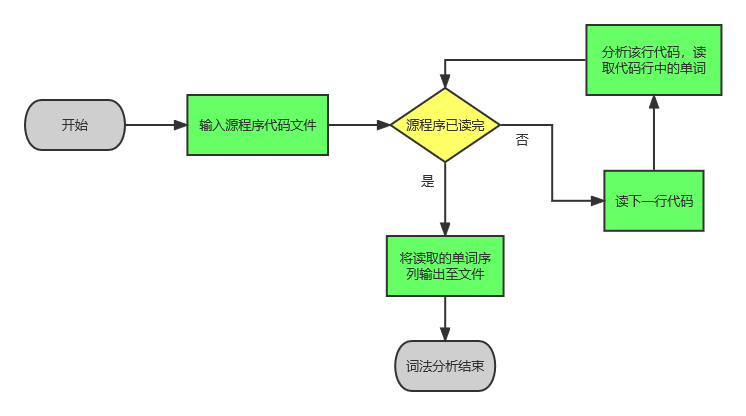 开始
输入源程序代码文件
源程序已读完
否
读下一行代码
分析该行代码，读
取代码行中的单词
是
将读取的单词序
列输出至文件
词法分析结束